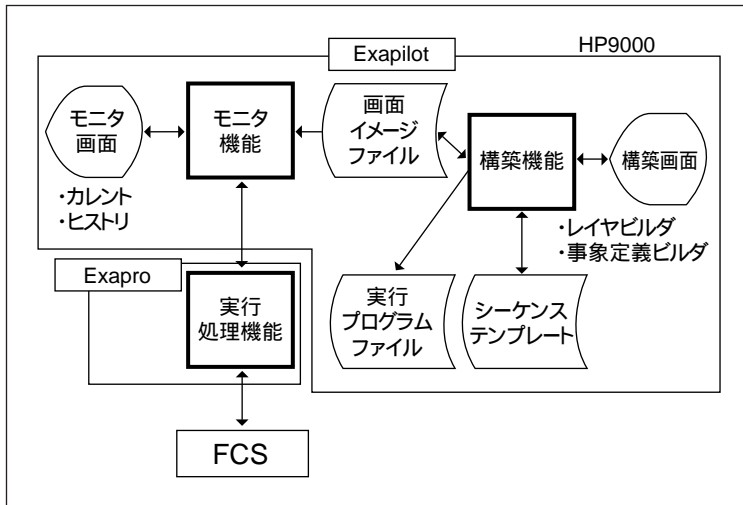 Exapilot
HP9000
モニタ
画面
モニタ
機能
画面
イメージ
ファイル
構築機能
構築画面
・カレント
・ヒストリ
・レイヤビルダ
・事象定義ビルダ
Exapro
実行
処理機能
実行
プログラム
ファイル
シーケンス
テンプレート
FCS